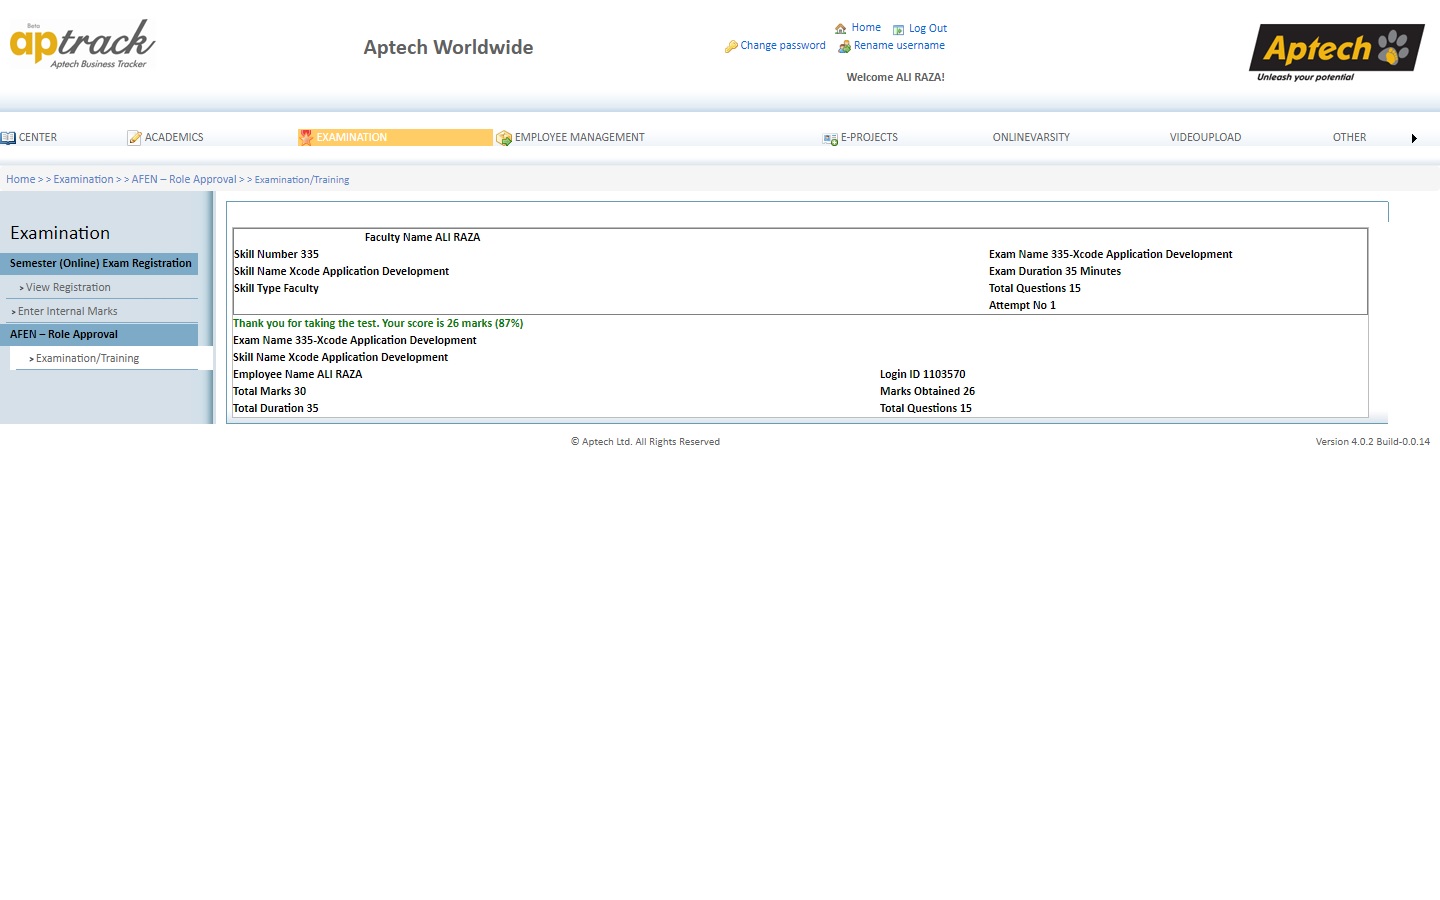 Beta
aptrack
Aptech Business Tracker
Aptech Worldwide
Home Log Out
Change password Rename username
Welcome ALI RAZA!
Aptech
Unleash your potential
CENTER ACADEMICS EXAMINATION EMPLOYEE MANAGEMENT E-PROJECTS ONLINEVARSITY VIDEOUPLOAD OTHER
Home > > Examination > > AFEN – Role Approval > > Examination/Training
Examination
Semester (Online) Exam Registration
> View Registration
> Enter Internal Marks
AFEN – Role Approval
> Examination/Training
Faculty Name ALI RAZA
Skill Number 335 Exam Name 335-Xcode Application Development
Skill Name Xcode Application Development Exam Duration 35 Minutes
Skill Type Faculty Total Questions 15
Attempt No 1
Thank you for taking the test. Your score is 26 marks (87%)
Exam Name 335-Xcode Application Development
Skill Name Xcode Application Development
Employee Name ALI RAZA Login ID 1103570
Total Marks 30 Marks Obtained 26
Total Duration 35 Total Questions 15
© Aptech Ltd. All Rights Reserved Version 4.0.2 Build-0.0.14